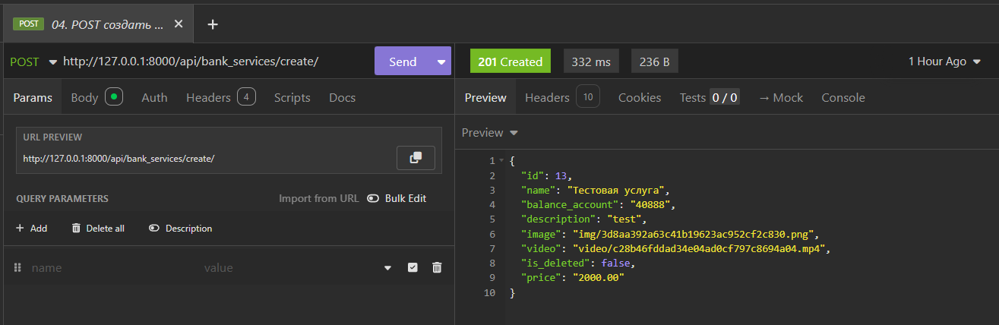 POST 04. POST создать ...
POST http://127.0.0.1:8000/api/bank_services/create/ Send
Params Body Auth Headers 4 Scripts Docs
URL PREVIEW
http://127.0.0.1:8000/api/bank_services/create/
QUERY PARAMETERS Import from URL Bulk Edit
+ Add Delete all Description
name value
201 Created 332 ms 236 B 1 Hour Ago
Preview Headers 10 Cookies Tests 0 / 0 → Mock Console
Preview
1 {
2 "id": 13,
3 "name": "Тестовая услуга",
4 "balance_account": "40888",
5 "description": "test",
6 "image": "img/3d8aa392a63c41b19623ac952cf2c830.png",
7 "video": "video/c28b46fddad34e04ad0cf797c8694a04.mp4",
8 "is_deleted": false,
9 "price": "2000.00"
10 }